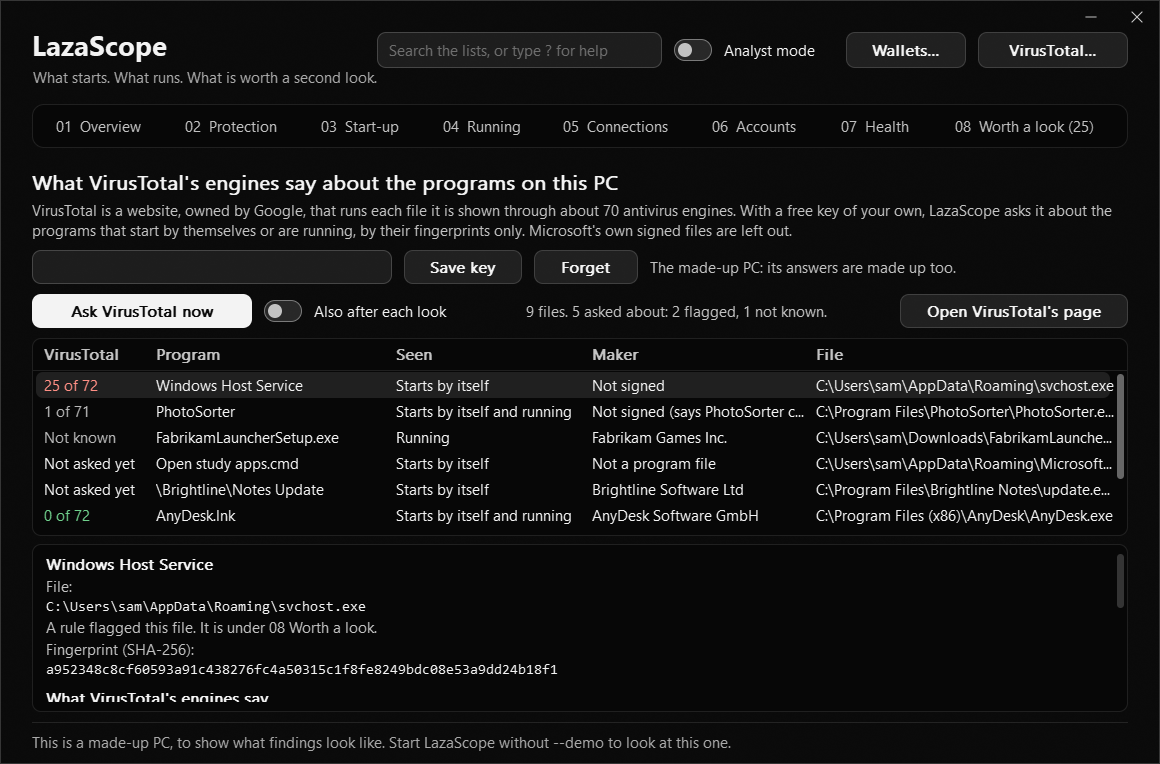 LazaScope
What starts. What runs. What is worth a second look.
Search the lists, or type ? for help
Analyst mode
Wallets...
VirusTotal...
01 Overview
02 Protection
03 Start-up
04 Running
05 Connections
06 Accounts
07 Health
08 Worth a look (25)
What VirusTotal's engines say about the programs on this PC
VirusTotal is a website, owned by Google, that runs each file it is shown through about 70 antivirus engines. With a free key of your own, LazaScope asks it about the
programs that start by themselves or are running, by their fingerprints only. Microsoft's own signed files are left out.
Save key
Forget
The made-up PC: its answers are made up too.
Ask VirusTotal now
Also after each look
9 files. 5 asked about: 2 flagged, 1 not known.
Open VirusTotal's page
VirusTotal Program Seen Maker File
25 of 72 Windows Host Service Starts by itself Not signed C:\Users\sam\AppData\Roaming\svchost.exe
1 of 71 PhotoSorter Starts by itself and running Not signed (says PhotoSorter c... C:\Program Files\PhotoSorter\PhotoSorter.e...
Not known FabrikamLauncherSetup.exe Running Fabrikam Games Inc. C:\Users\sam\Downloads\FabrikamLaunche...
Not asked yet Open study apps.cmd Starts by itself Not a program file C:\Users\sam\AppData\Roaming\Microsoft...
Not asked yet \Brightline\Notes Update Starts by itself Brightline Software Ltd C:\Program Files\Brightline Notes\update.e...
0 of 72 AnyDesk.lnk Starts by itself and running AnyDesk Software GmbH C:\Program Files (x86)\AnyDesk\AnyDesk.exe
Windows Host Service
File:
C:\Users\sam\AppData\Roaming\svchost.exe
A rule flagged this file. It is under 08 Worth a look.
Fingerprint (SHA-256):
a952348c8cf60593a91c438276fc4a50315c1f8fe8249bdc08e53a9dd24b18f1
What VirusTotal's engines say
This is a made-up PC, to show what findings look like. Start LazaScope without --demo to look at this one.